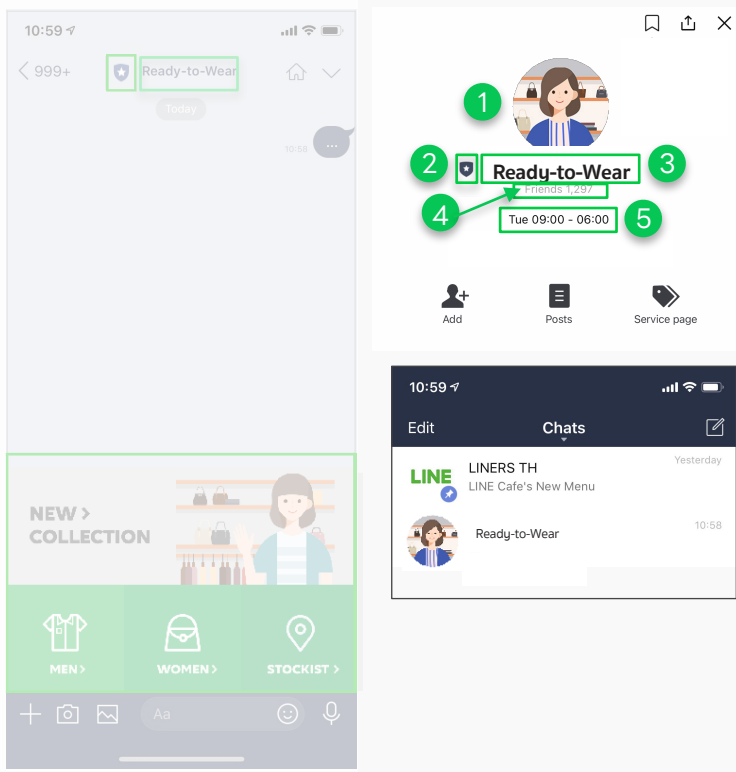 10:59
999+
Ready-to-Wear
Today
10:58
...
NEW >
COLLECTION
MEN >
WOMEN >
STOCKIST >
Aa
1
2
3
Ready-to-Wear
4
Friends 1,297
5
Tue 09:00 - 06:00
Add
Posts
Service page
10:59
Edit
Chats
LINE
LINERS TH
Yesterday
LINE Cafe's New Menu
Ready-to-Wear
10:58